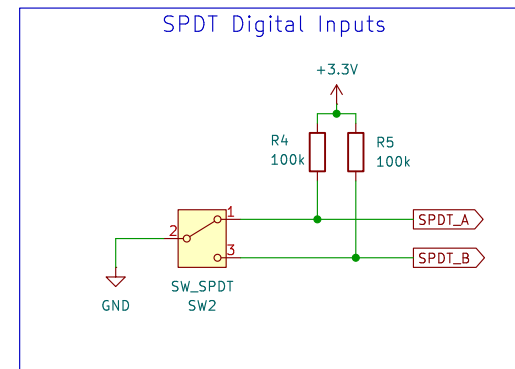 SPDT Digital Inputs
+3.3V
R4
100k
R5
100k
1
SPDT_A
2
3
SPDT_B
SW_SPDT
SW2
GND